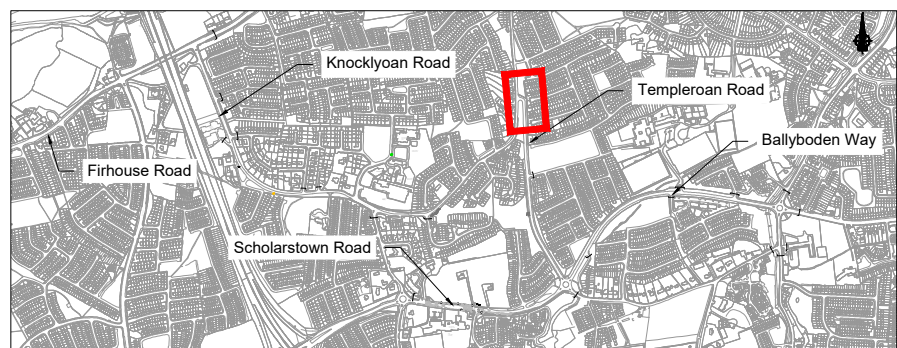 Knocklyoan Road
Templeroan Road
Ballyboden Way
Firhouse Road
Scholarstown Road